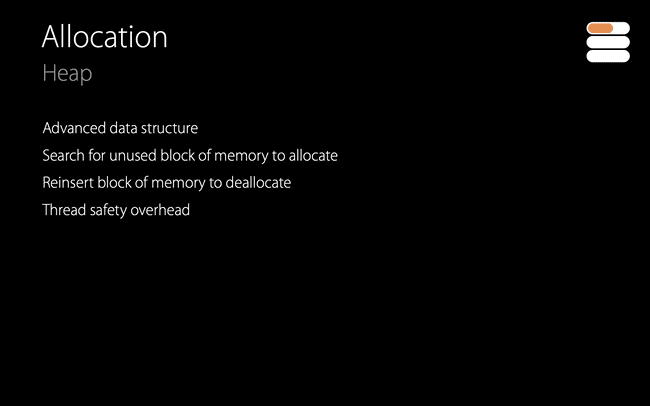 Allocation
Heap
Advanced data structure
Search for unused block of memory to allocate
Reinsert block of memory to deallocate
Thread safety overhead